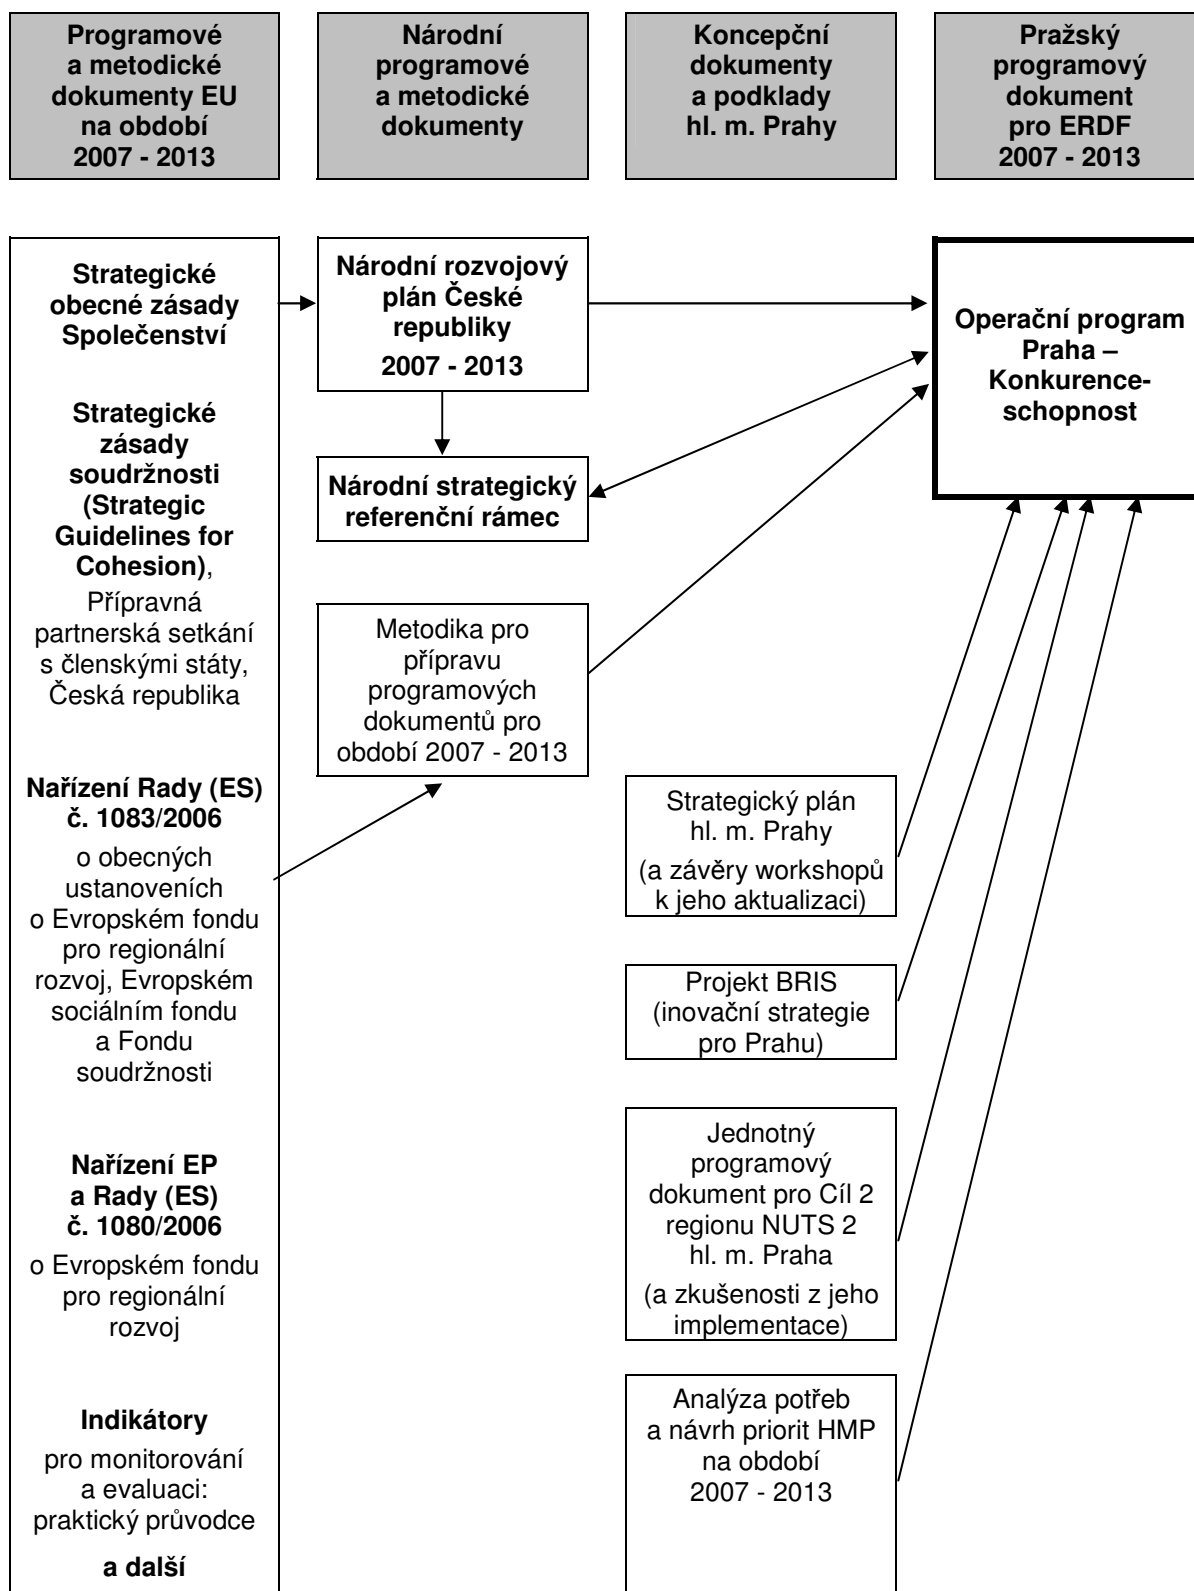 Programové
a metodické
dokumenty EU
na období
2007 - 2013
Národní
programové
a metodické
dokumenty
Koncepční
dokumenty
a podklady
hl. m. Prahy
Pražský
programový
dokument
pro ERDF
2007 - 2013
Strategické
obecné zásady
Společenství
Strategické
zásady
soudržnosti
(Strategic
Guidelines for
Cohesion),
Přípravná
partnerská setkání
s členskými státy,
Česká republika
Nařízení Rady (ES)
č. 1083/2006
o obecných
ustanoveních
o Evropském fondu
pro regionální
rozvoj, Evropském
sociálním fondu
a Fondu
soudržnosti
Nařízení EP
a Rady (ES)
č. 1080/2006
o Evropském fondu
pro regionální
rozvoj
Indikátory
pro monitorování
a evaluaci:
praktický průvodce
a další
Národní rozvojový
plán České
republiky
2007 - 2013
Národní strategický
referenční rámec
Metodika pro
přípravu
programových
dokumentů pro
období 2007 - 2013
Strategický plán
hl. m. Prahy
(a závěry workshopů
k jeho aktualizaci)
Projekt BRIS
(inovační strategie
pro Prahu)
Jednotný
programový
dokument pro Cíl 2
regionu NUTS 2
hl. m. Praha
(a zkušenosti z jeho
implementace)
Analýza potřeb
a návrh priorit HMP
na období
2007 - 2013
Operační program
Praha –
Konkurence-
schopnost